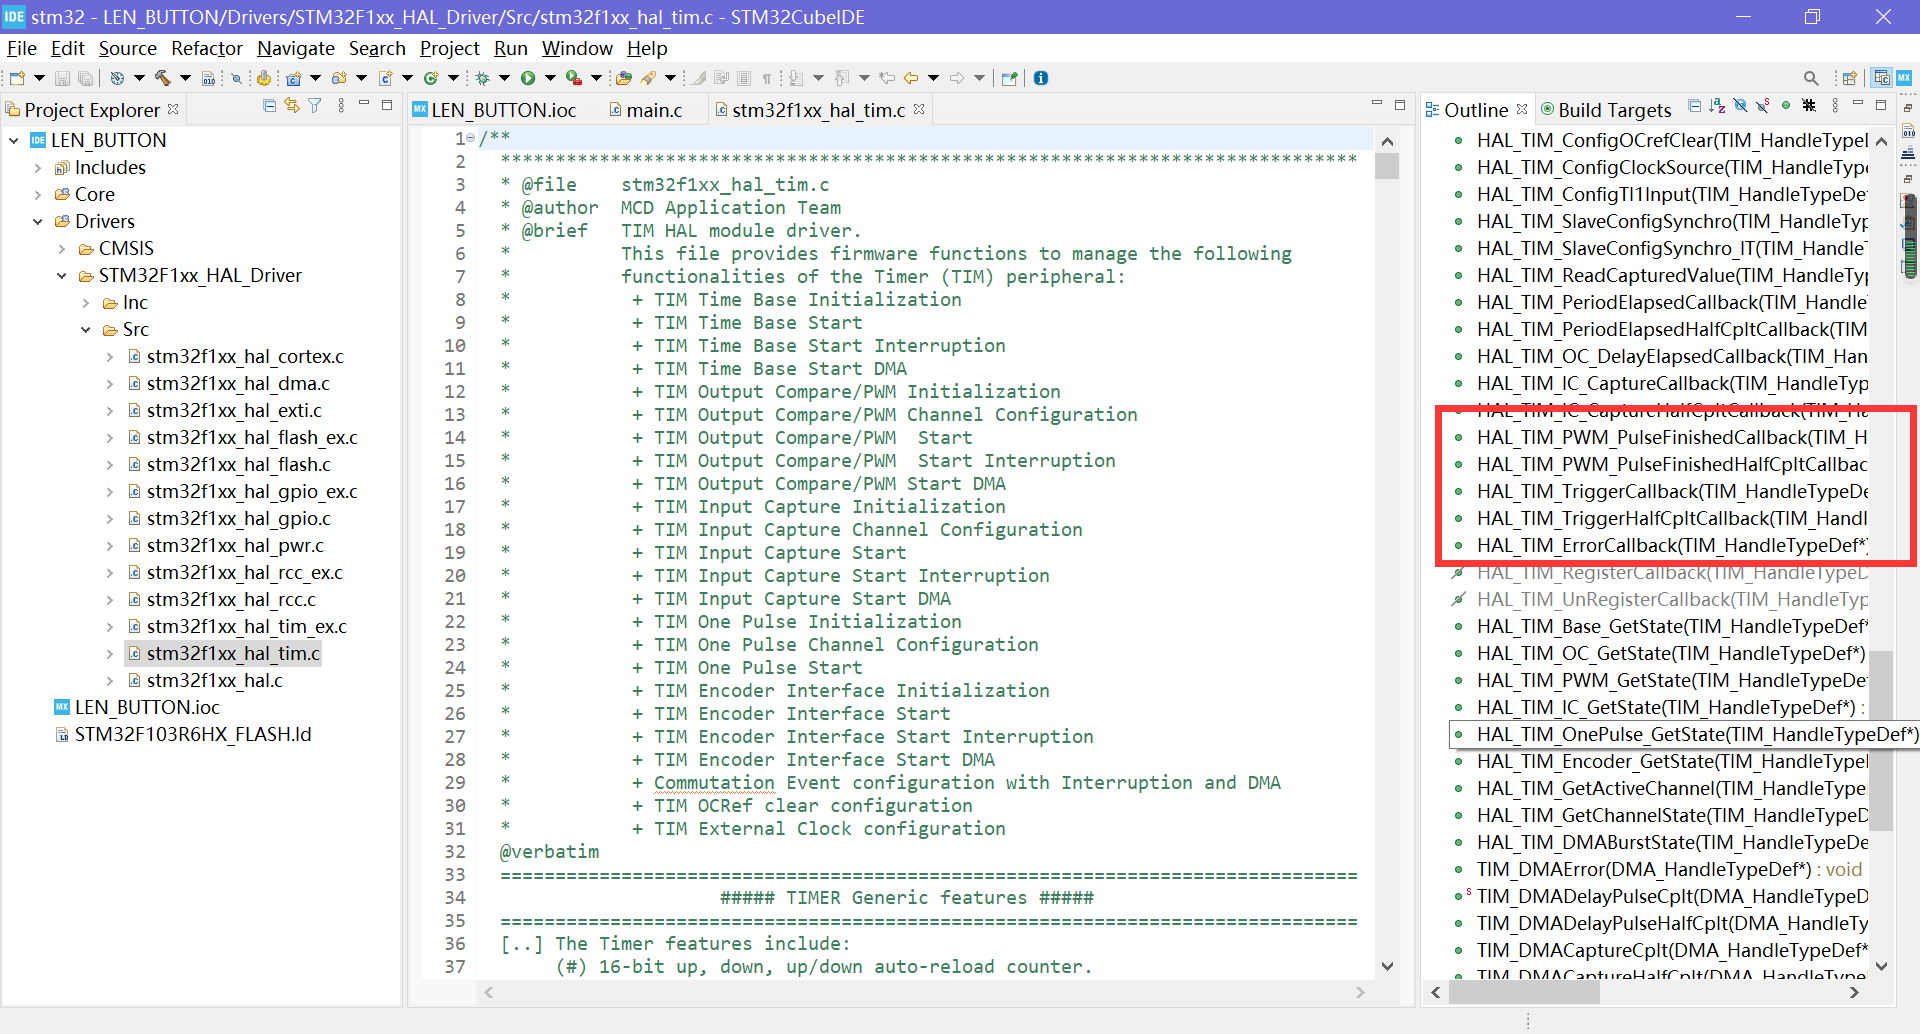 IDE stm32 - LEN_BUTTON/Drivers/STM32F1xx_HAL_Driver/Src/stm32f1xx_hal_tim.c - STM32CubeIDE
File Edit Source Refactor Navigate Search Project Run Window Help
Project Explorer
IDE LEN_BUTTON
Includes
Core
Drivers
CMSIS
STM32F1xx_HAL_Driver
Inc
Src
stm32f1xx_hal_cortex.c
stm32f1xx_hal_dma.c
stm32f1xx_hal_exti.c
stm32f1xx_hal_flash_ex.c
stm32f1xx_hal_flash.c
stm32f1xx_hal_gpio_ex.c
stm32f1xx_hal_gpio.c
stm32f1xx_hal_pwr.c
stm32f1xx_hal_rcc_ex.c
stm32f1xx_hal_rcc.c
stm32f1xx_hal_tim_ex.c
stm32f1xx_hal_tim.c
stm32f1xx_hal.c
MX LEN_BUTTON.ioc
STM32F103R6HX_FLASH.ld
MX LEN_BUTTON.ioc main.c stm32f1xx_hal_tim.c
1 /**
2 ******************************************************************************
3 * @file stm32f1xx_hal_tim.c
4 * @author MCD Application Team
5 * @brief TIM HAL module driver.
6 * This file provides firmware functions to manage the following
7 * functionalities of the Timer (TIM) peripheral:
8 * + TIM Time Base Initialization
9 * + TIM Time Base Start
10 * + TIM Time Base Start Interruption
11 * + TIM Time Base Start DMA
12 * + TIM Output Compare/PWM Initialization
13 * + TIM Output Compare/PWM Channel Configuration
14 * + TIM Output Compare/PWM  Start
15 * + TIM Output Compare/PWM  Start Interruption
16 * + TIM Output Compare/PWM Start DMA
17 * + TIM Input Capture Initialization
18 * + TIM Input Capture Channel Configuration
19 * + TIM Input Capture Start
20 * + TIM Input Capture Start Interruption
21 * + TIM Input Capture Start DMA
22 * + TIM One Pulse Initialization
23 * + TIM One Pulse Channel Configuration
24 * + TIM One Pulse Start
25 * + TIM Encoder Interface Initialization
26 * + TIM Encoder Interface Start
27 * + TIM Encoder Interface Start Interruption
28 * + TIM Encoder Interface Start DMA
29 * + Commutation Event configuration with Interruption and DMA
30 * + TIM OCRef clear configuration
31 * + TIM External Clock configuration
32 @verbatim
33 ==============================================================================
34 ##### TIMER Generic features #####
35 ==============================================================================
36 [..] The Timer features include:
37 (#) 16-bit up, down, up/down auto-reload counter.
Outline Build Targets
HAL_TIM_ConfigOCrefClear(TIM_HandleTypeD
HAL_TIM_ConfigClockSource(TIM_HandleType
HAL_TIM_ConfigTI1Input(TIM_HandleTypeDef
HAL_TIM_SlaveConfigSynchro(TIM_HandleTyp
HAL_TIM_SlaveConfigSynchro_IT(TIM_HandleT
HAL_TIM_ReadCapturedValue(TIM_HandleTyp
HAL_TIM_PeriodElapsedCallback(TIM_HandleT
HAL_TIM_PeriodElapsedHalfCpltCallback(TIM
HAL_TIM_OC_DelayElapsedCallback(TIM_Han
HAL_TIM_IC_CaptureCallback(TIM_HandleTyp
HAL_TIM_IC_CaptureHalfCpltCallback(TIM_Ha
HAL_TIM_PWM_PulseFinishedCallback(TIM_H
HAL_TIM_PWM_PulseFinishedHalfCpltCallbac
HAL_TIM_TriggerCallback(TIM_HandleTypeDe
HAL_TIM_TriggerHalfCpltCallback(TIM_Handl
HAL_TIM_ErrorCallback(TIM_HandleTypeDef*)
HAL_TIM_RegisterCallback(TIM_HandleTypeD
HAL_TIM_UnRegisterCallback(TIM_HandleTyp
HAL_TIM_Base_GetState(TIM_HandleTypeDef*
HAL_TIM_OC_GetState(TIM_HandleTypeDef*)
HAL_TIM_PWM_GetState(TIM_HandleTypeDef
HAL_TIM_IC_GetState(TIM_HandleTypeDef*) :
HAL_TIM_OnePulse_GetState(TIM_HandleTypeDef*)
HAL_TIM_Encoder_GetState(TIM_HandleTypeD
HAL_TIM_GetActiveChannel(TIM_HandleType
HAL_TIM_GetChannelState(TIM_HandleTypeD
HAL_TIM_DMABurstState(TIM_HandleTypeDe
TIM_DMAError(DMA_HandleTypeDef*) : void
TIM_DMADelayPulseCplt(DMA_HandleTypeD
TIM_DMADelayPulseHalfCplt(DMA_HandleTy
TIM_DMACaptureCplt(DMA_HandleTypeDef*
TIM_DMACaptureHalfCplt(DMA_HandleType